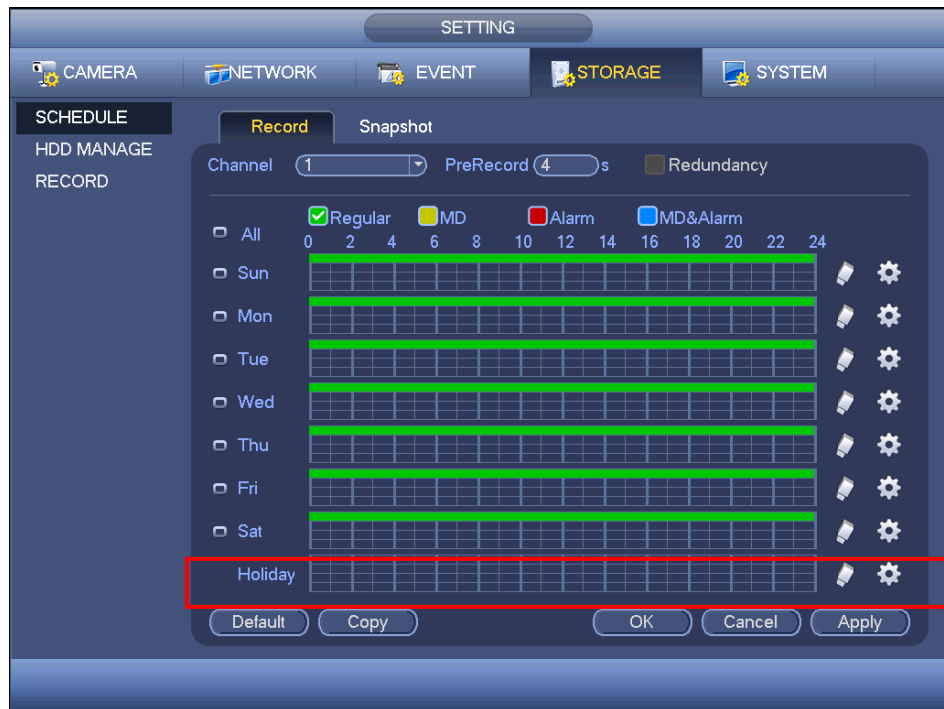 SETTING
CAMERA NETWORK EVENT STORAGE SYSTEM
SCHEDULE
HDD MANAGE
RECORD
Record Snapshot
Channel 1 PreRecord 4 s Redundancy
Regular MD Alarm MD&Alarm
All 0 2 4 6 8 10 12 14 16 18 20 22 24
Sun
Mon
Tue
Wed
Thu
Fri
Sat
Holiday
Default Copy OK Cancel Apply